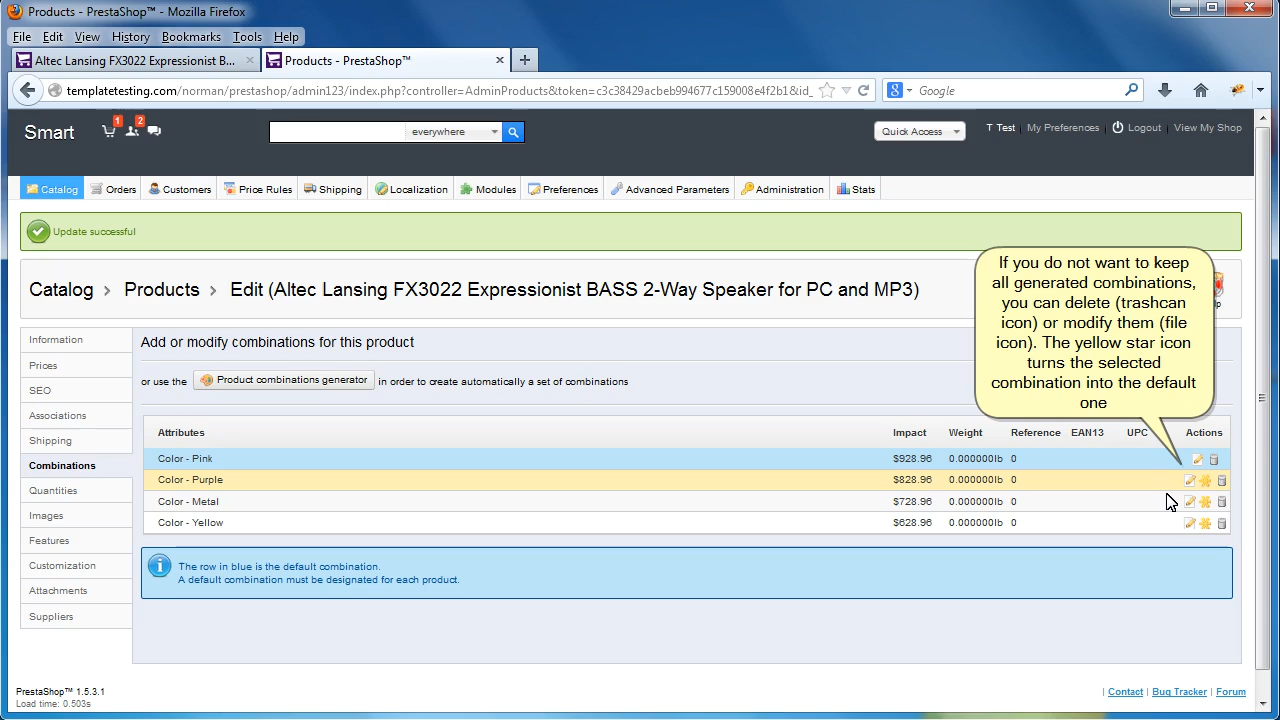 Products - PrestaShop™ - Mozilla Firefox
File Edit View History Bookmarks Tools Help
Altec Lansing FX3022 Expressionist B...
Products - PrestaShop™
templatetesting.com/roman/prestashop/admin123/index.php?controller=AdminProducts&token=c3c38429acbeb994677c159008e4f2b1&id_
Google
Smart
1
2
everywhere
Quick Access
T Test
My Preferences
Logout
View My Shop
Catalog
Orders
Customers
Price Rules
Shipping
Localization
Modules
Preferences
Advanced Parameters
Administration
Stats
Update successful
Catalog > Products > Edit (Altec Lansing FX3022 Expressionist BASS 2-Way Speaker for PC and MP3)
If you do not want to keep
all generated combinations,
you can delete (trashcan
icon) or modify them (file
icon). The yellow star icon
turns the selected
combination into the default
one
Information
Prices
SEO
Associations
Shipping
Combinations
Quantities
Images
Features
Customization
Attachments
Suppliers
Add or modify combinations for this product
or use the Product combinations generator in order to create automatically a set of combinations
Attributes Impact Weight Reference EAN13 UPC Actions
Color - Pink $928.96 0.000000lb 0
Color - Purple $828.96 0.000000lb 0
Color - Metal $728.96 0.000000lb 0
Color - Yellow $628.96 0.000000lb 0
The row in blue is the default combination.
A default combination must be designated for each product.
PrestaShop™ 1.5.3.1
Load time: 0.503s
| Contact | Bug Tracker | Forum